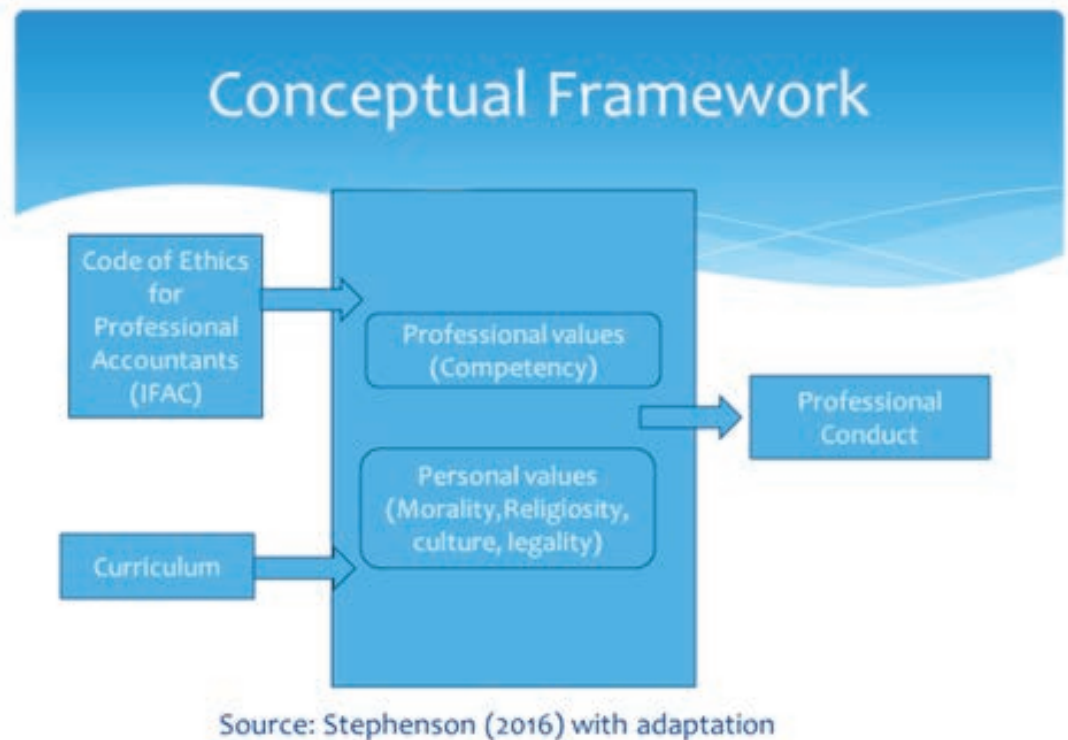 Conceptual Framework
Code of Ethics
for
Professional
Accountants
(IFAC)
Professional values
(Competency)
Professional
Conduct
Personal values
(Morality,Religiosity,
culture, legality)
Curriculum
Source: Stephenson (2016) with adaptation